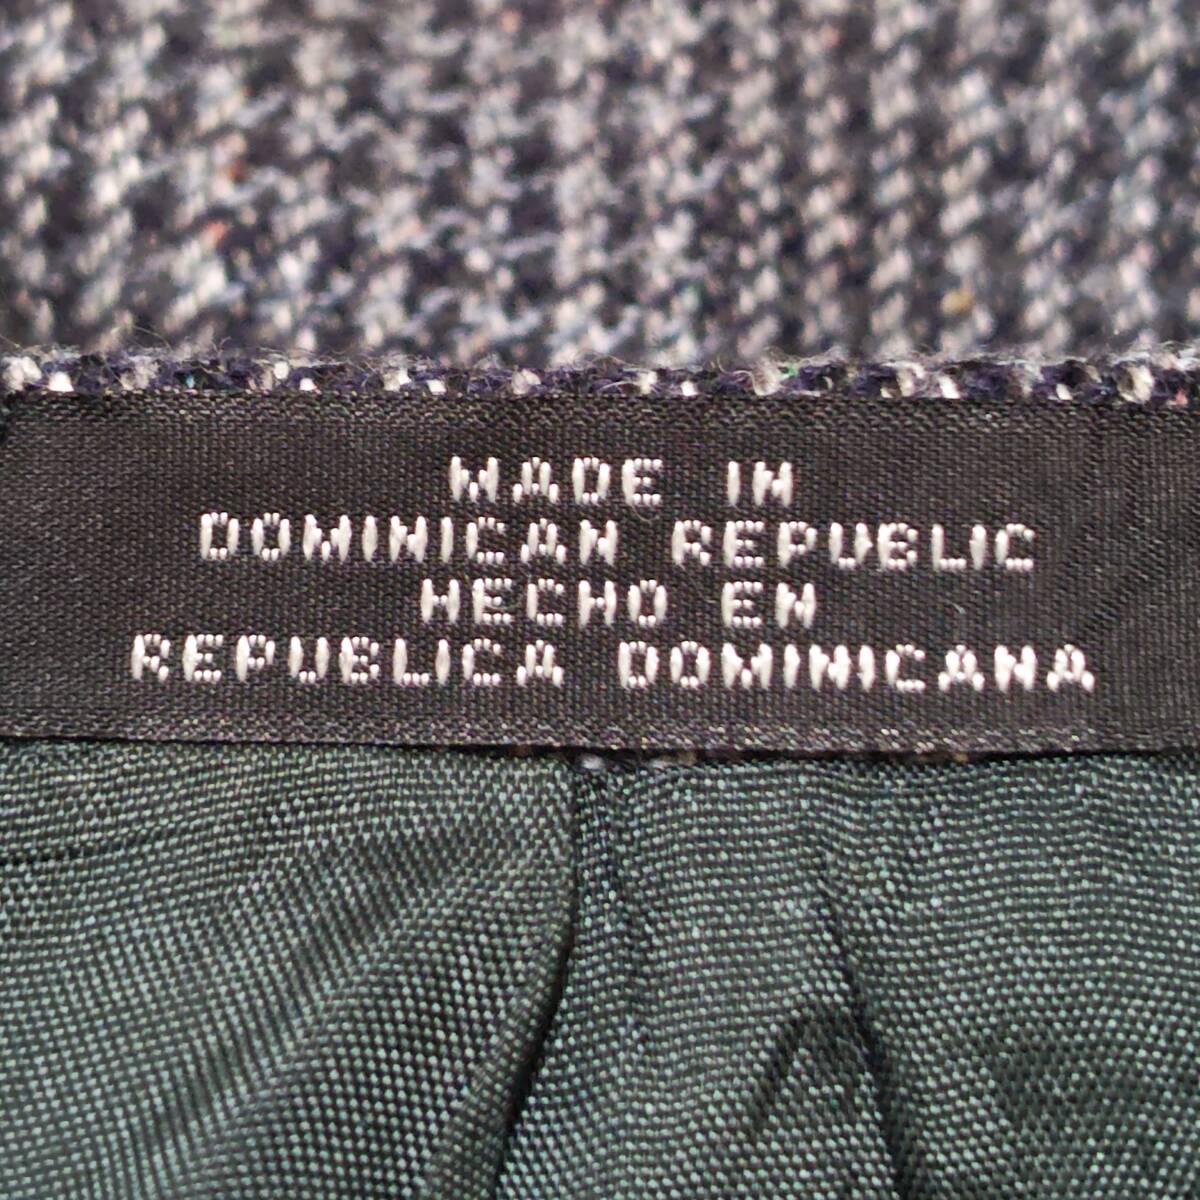 MADE IN
DOMINICAN REPUBLIC
HECHO EN
REPUBLICA DOMINICANA